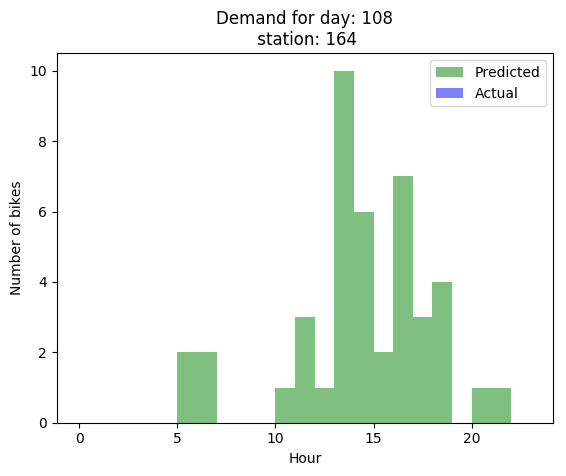 Demand for day: 108
station: 164
Predicted
Actual
Number of bikes
10
8
6
4
2
0
0
5
10
15
20
Hour